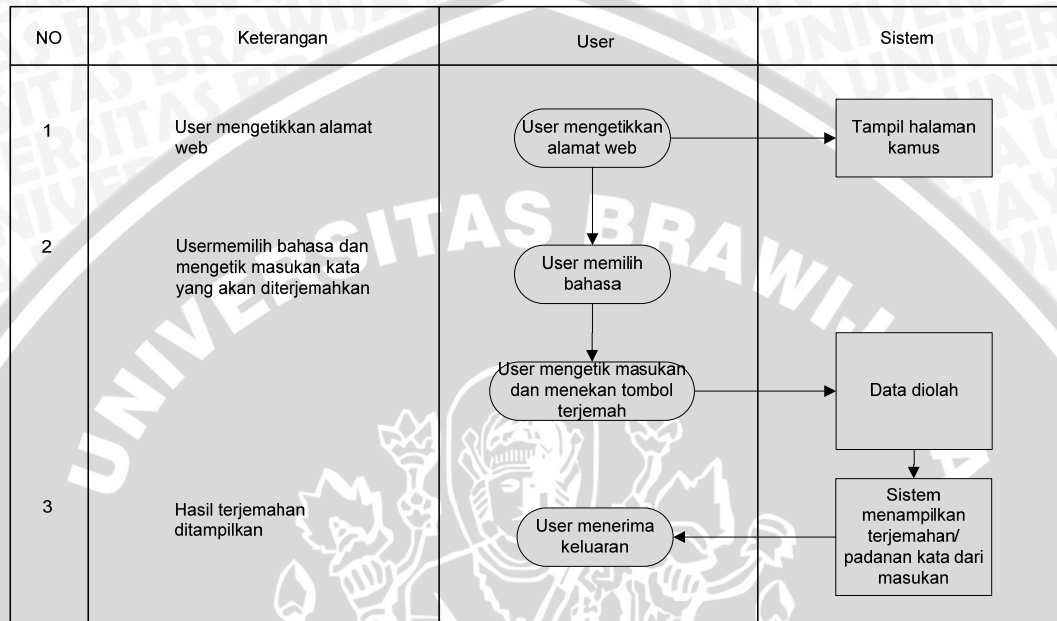 NO Keterangan User Sistem
1
User mengetikkan alamat
web
User mengetikkan
alamat web
Tampil halaman
kamus
2
Usermemilih bahasa dan
mengetik masukan kata
yang akan diterjemahkan
User memilih
bahasa
User mengetik masukan
dan menekan tombol
terjemah
Data diolah
3
Hasil terjemahan
ditampilkan
User menerima
keluaran
Sistem
menampilkan
terjemahan/
padanan kata dari
masukan
UNIVERSITAS BRAWIJAYA